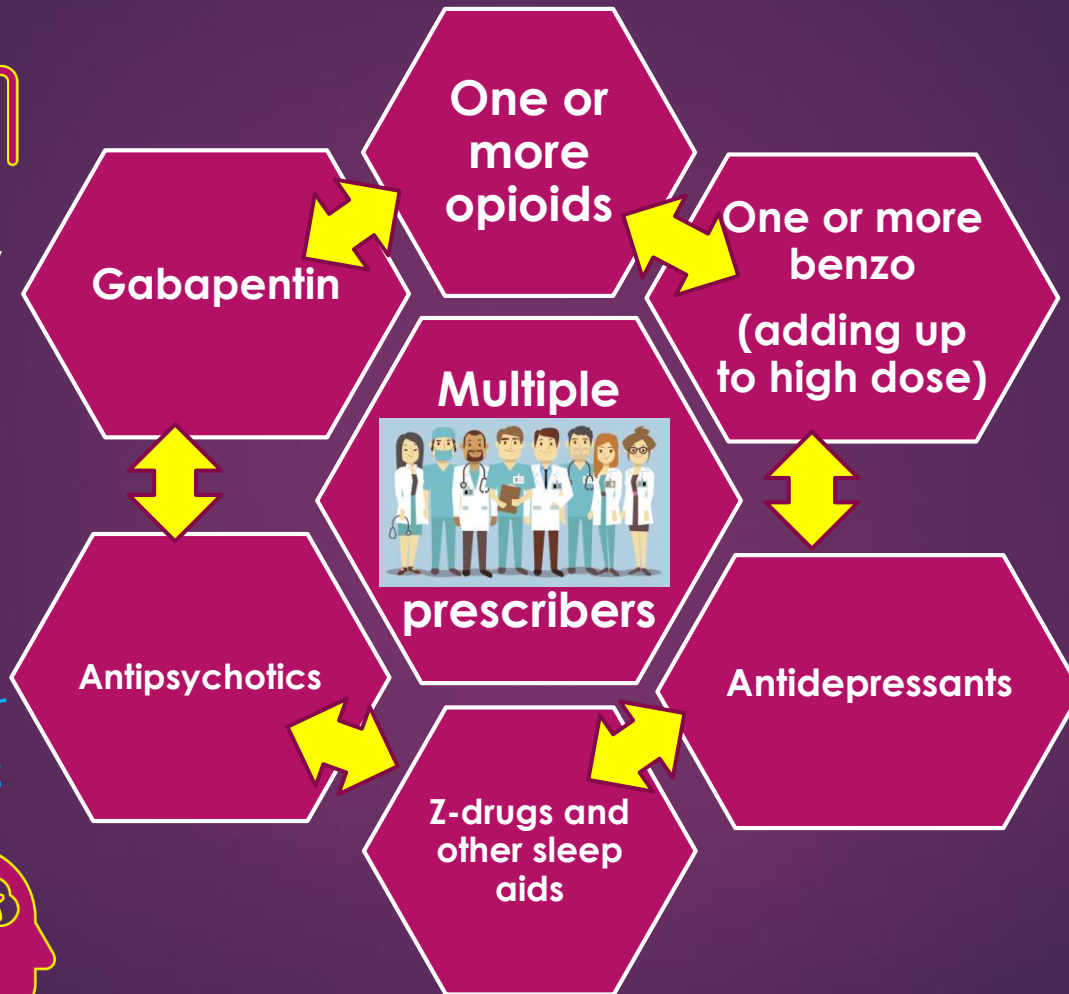 One or
more
opioids
One or more
benzo
(adding up
to high dose)
Gabapentin
Multiple
prescribers
Antipsychotics
Antidepressants
Z-drugs and
other sleep
aids